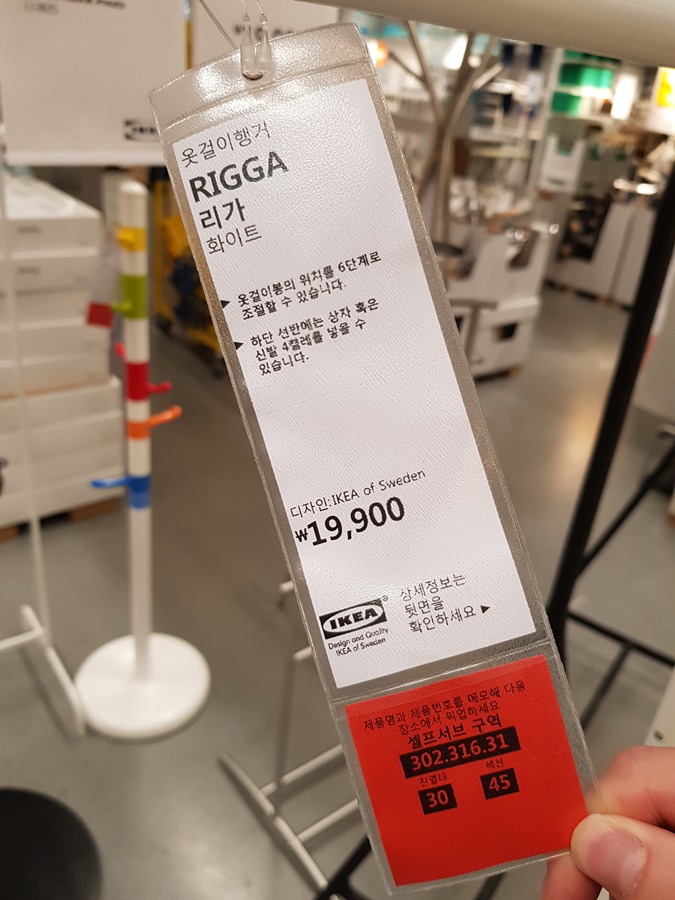 옷걸이행거
RIGGA
리가
화이트
▶ 옷걸이봉의 위치를 6단계로
조절할 수 있습니다.
▶ 하단 선반에는 상자 혹은
신발 4켤레를 넣을 수
있습니다.
디자인:IKEA of Sweden
₩19,900
IKEA®
Design and Quality
IKEA of Sweden
상세정보는
뒷면을
확인하세요 ▶
제품명과 제품번호를 메모해 다음
장소에서 픽업하세요
셀프서브 구역
302.316.31
진열대 섹션
30 45